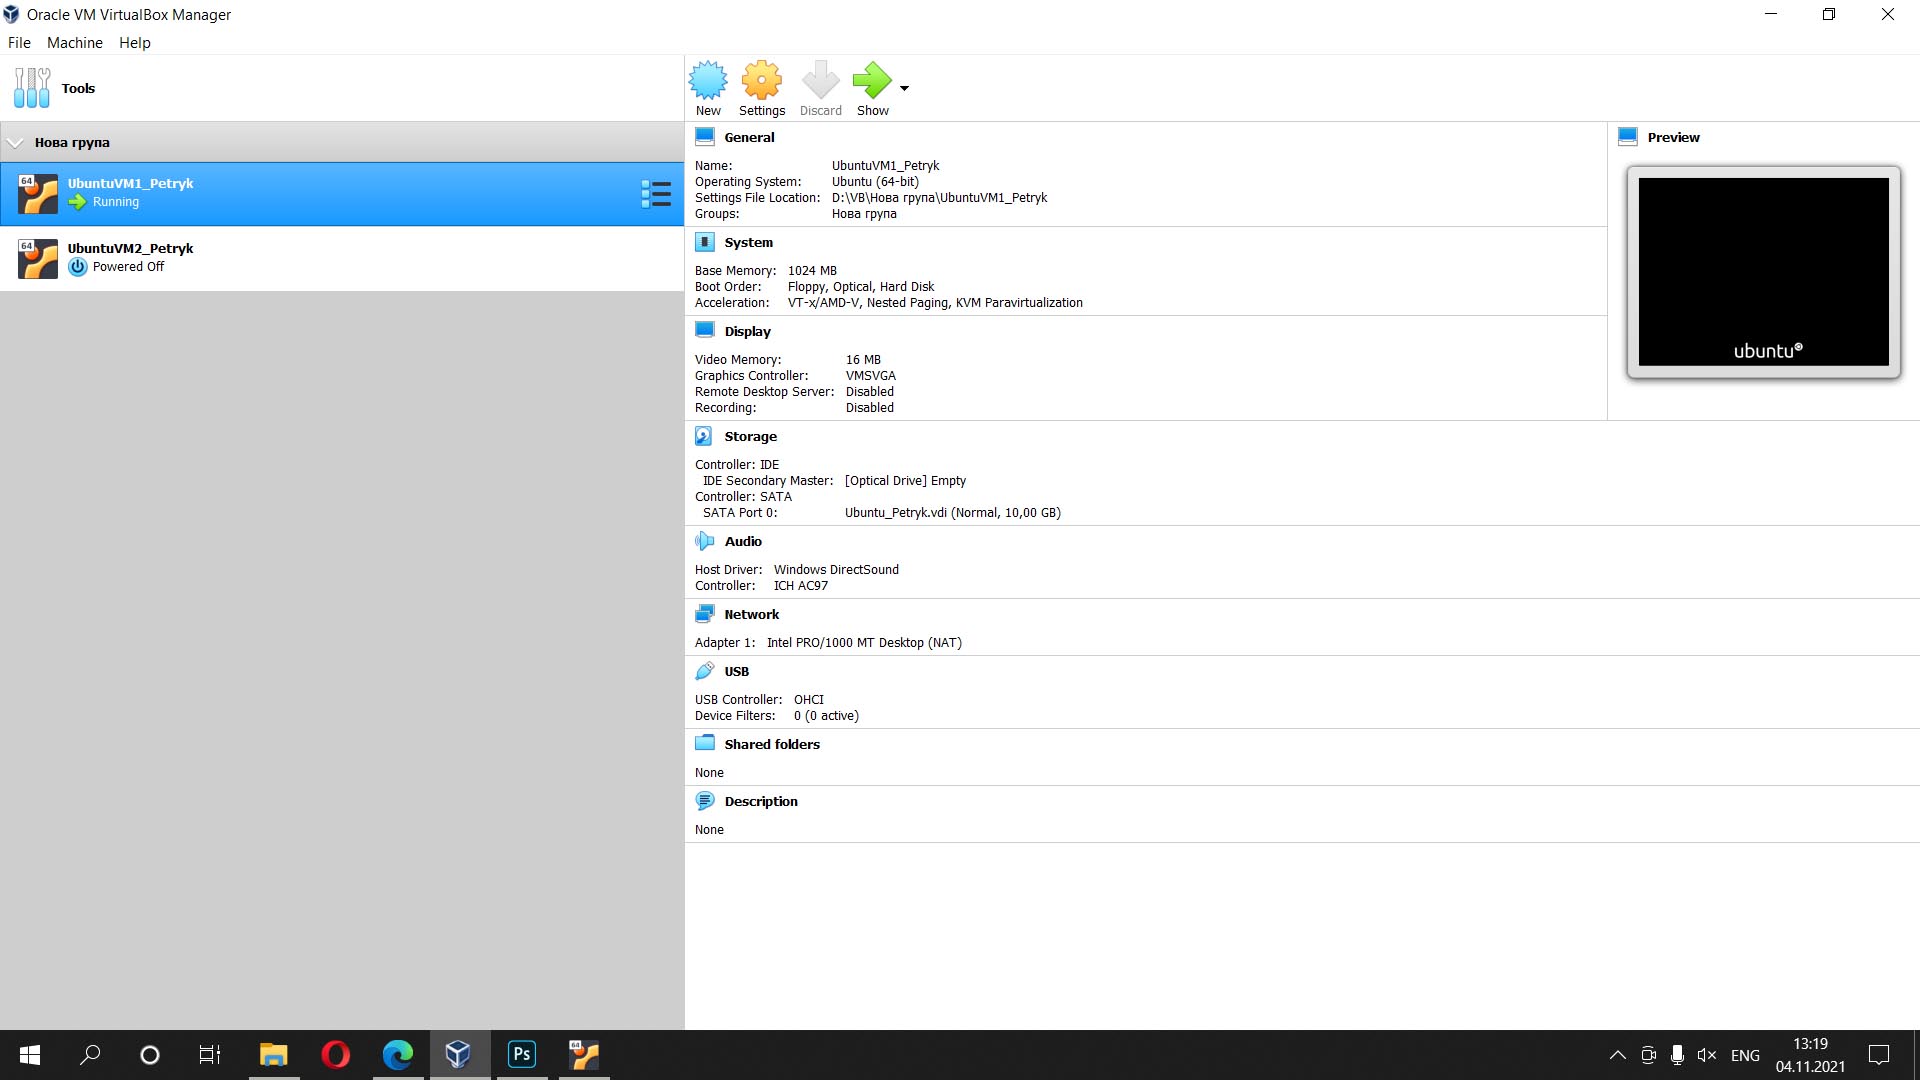 Oracle VM VirtualBox Manager
File Machine Help
Tools
New Settings Discard Show
Нова група
64
UbuntuVM1_Petryk
Running
64
UbuntuVM2_Petryk
Powered Off
General
Name: UbuntuVM1_Petryk
Operating System: Ubuntu (64-bit)
Settings File Location: D:\VB\Нова група\UbuntuVM1_Petryk
Groups: Нова група
System
Base Memory: 1024 MB
Boot Order: Floppy, Optical, Hard Disk
Acceleration: VT-x/AMD-V, Nested Paging, KVM Paravirtualization
Display
Video Memory: 16 MB
Graphics Controller: VMSVGA
Remote Desktop Server: Disabled
Recording: Disabled
Preview
ubuntu
Storage
Controller: IDE
IDE Secondary Master: [Optical Drive] Empty
Controller: SATA
SATA Port 0: Ubuntu_Petryk.vdi (Normal, 10,00 GB)
Audio
Host Driver: Windows DirectSound
Controller: ICH AC97
Network
Adapter 1: Intel PRO/1000 MT Desktop (NAT)
USB
USB Controller: OHCI
Device Filters: 0 (0 active)
Shared folders
None
Description
None
Ps
64
ENG
13:19
04.11.2021